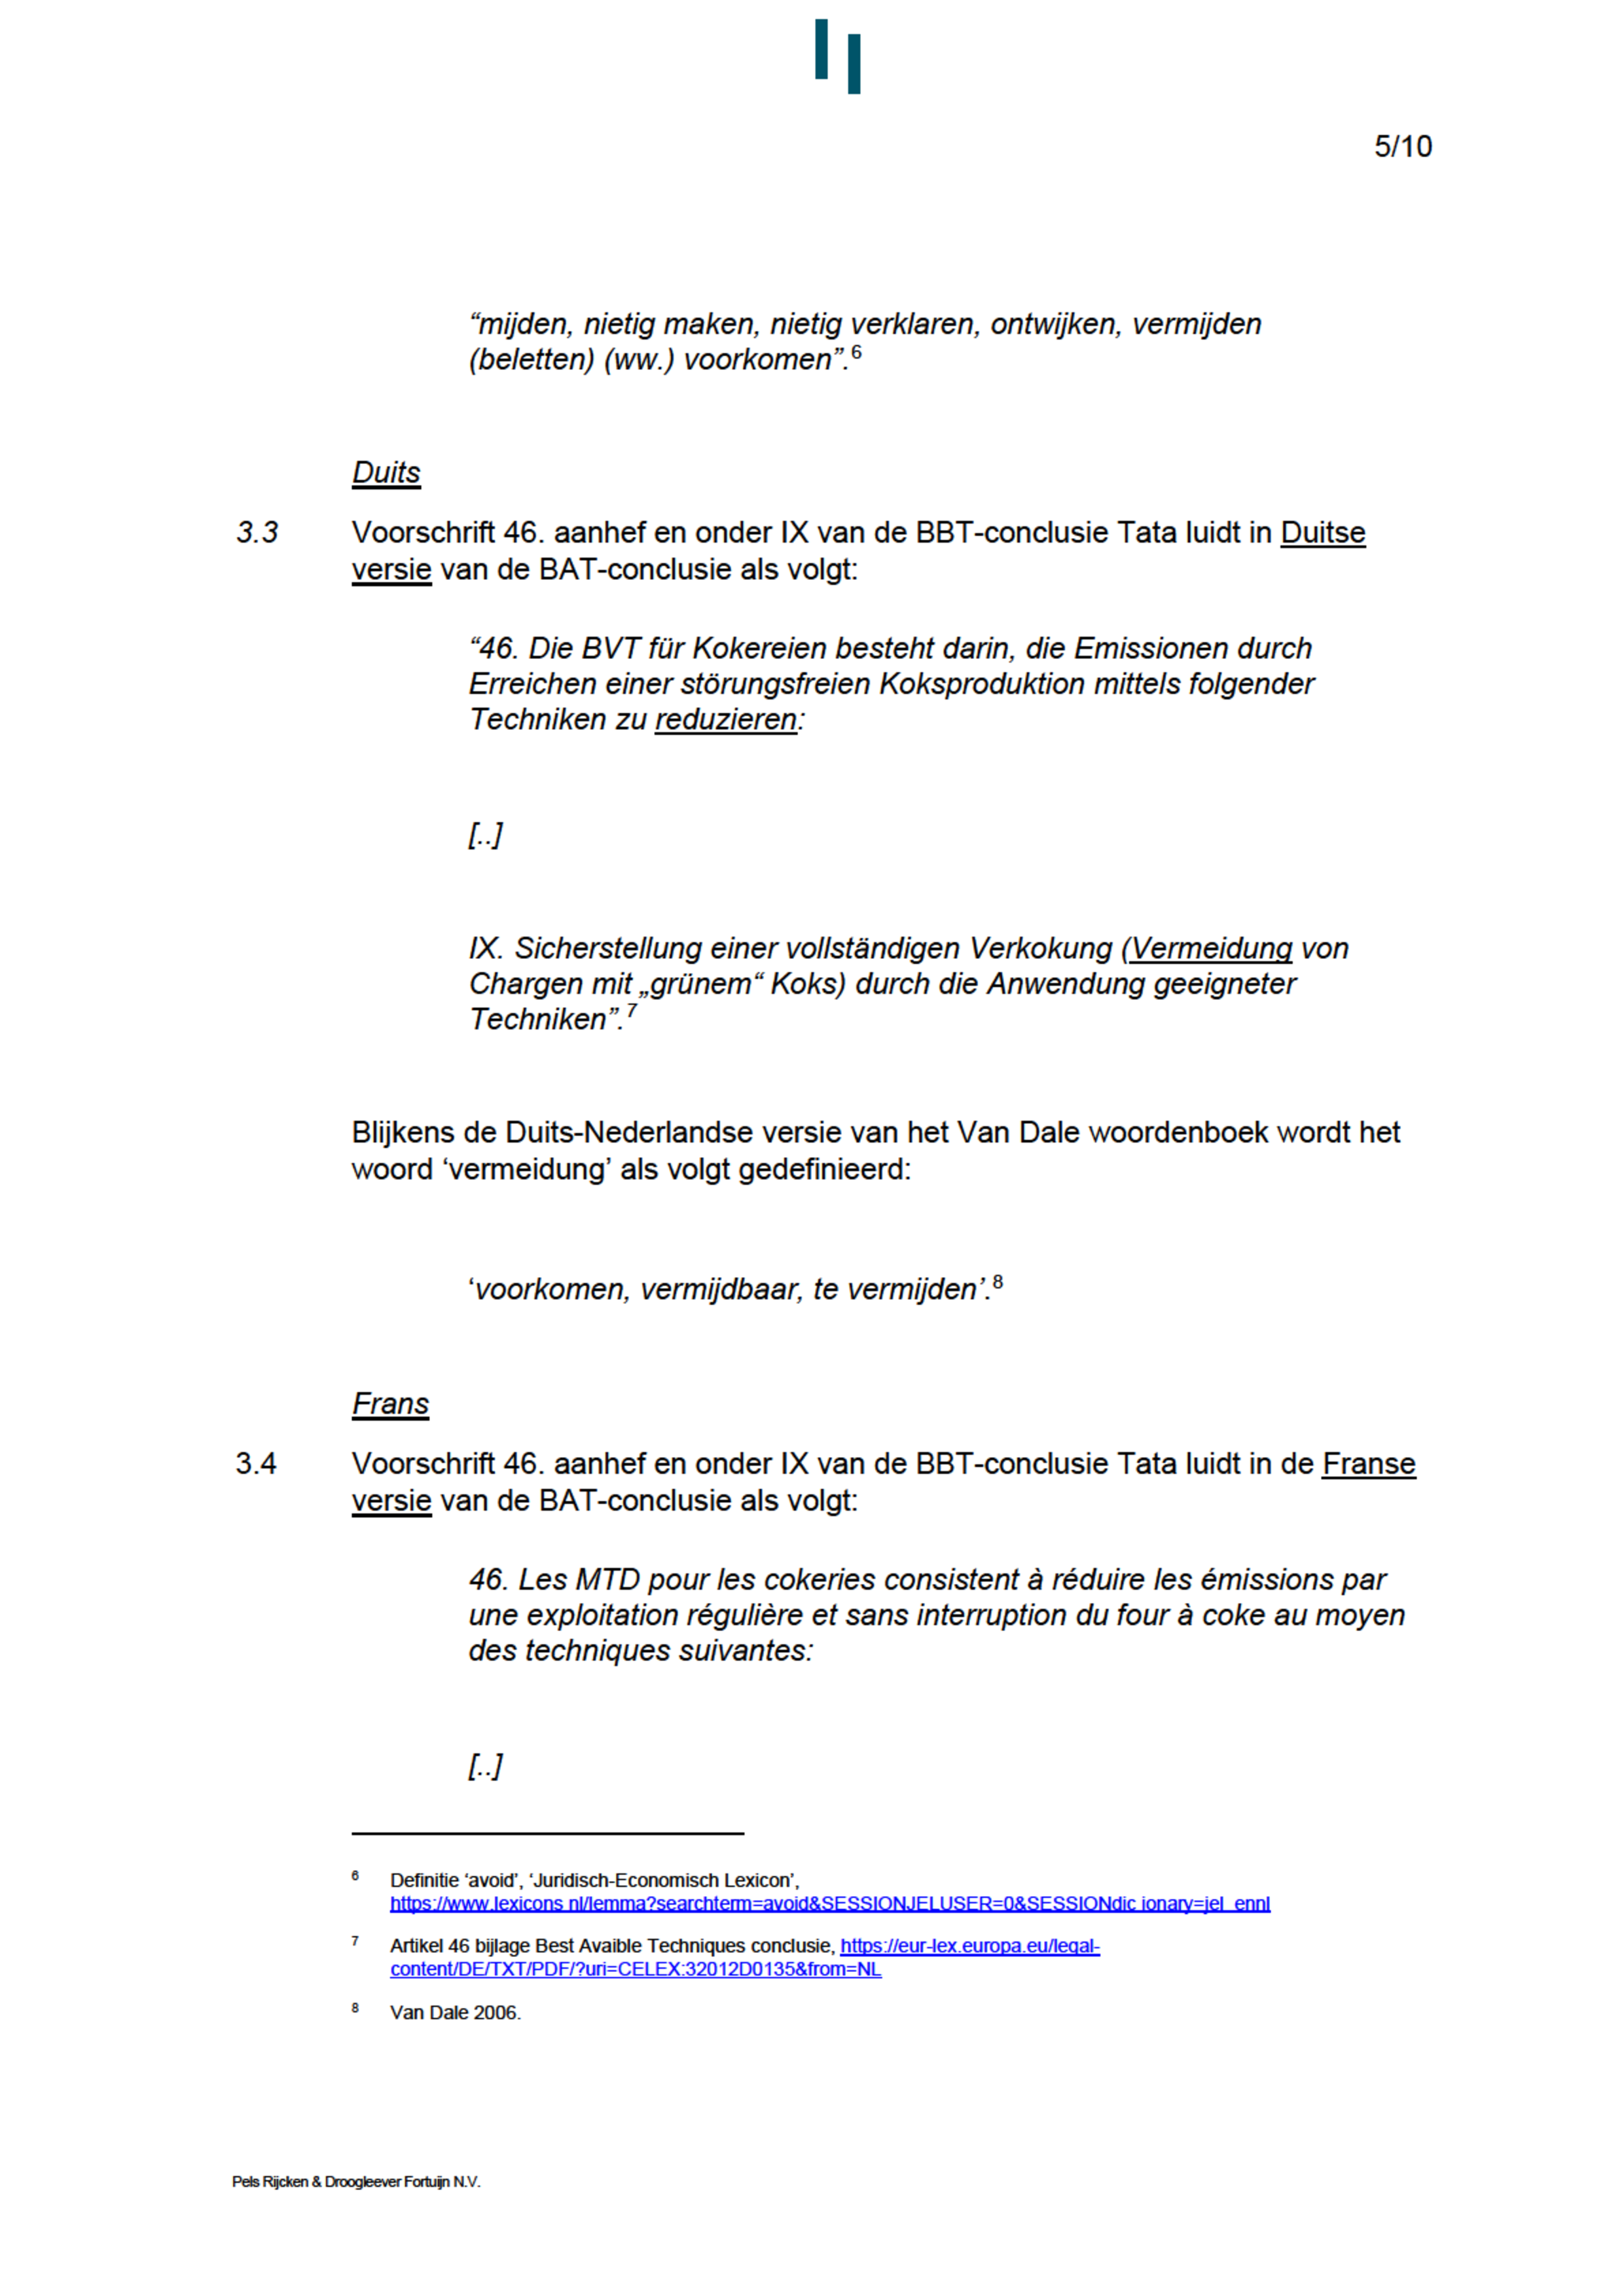 5/10
“mijden, nietig maken, nietig verklaren, ontwijken, vermijden
(beletten) (ww.) voorkomen”.6
Duits
3.3 Voorschrift 46. aanhef en onder IX van de BBT-conclusie Tata luidt in Duitse
versie van de BAT-conclusie als volgt:
“46. Die BVT für Kokereien besteht darin, die Emissionen durch
Erreichen einer störungsfreien Koksproduktion mittels folgender
Techniken zu reduzieren:
[..]
IX. Sicherstellung einer vollständigen Verkokung (Vermeidung von
Chargen mit „grünem“ Koks) durch die Anwendung geeigneter
Techniken”.7
Blijkens de Duits-Nederlandse versie van het Van Dale woordenboek wordt het
woord ‘vermeidung’ als volgt gedefinieerd:
‘voorkomen, vermijdbaar, te vermijden’.8
Frans
3.4 Voorschrift 46. aanhef en onder IX van de BBT-conclusie Tata luidt in de Franse
versie van de BAT-conclusie als volgt:
46. Les MTD pour les cokeries consistent à réduire les émissions par
une exploitation régulière et sans interruption du four à coke au moyen
des techniques suivantes:
[..]
6 Definitie ‘avoid’, ‘Juridisch-Economisch Lexicon’,
https://www.lexicons nl/lemma?searchterm=avoid&SESSIONJELUSER=0&SESSIONdic ionary=jel_ennl
7 Artikel 46 bijlage Best Avaible Techniques conclusie, https://eur-lex.europa.eu/legal-
content/DE/TXT/PDF/?uri=CELEX:32012D0135&from=NL
8 Van Dale 2006.
Pels Rijcken & Droogleever Fortuijn N.V.